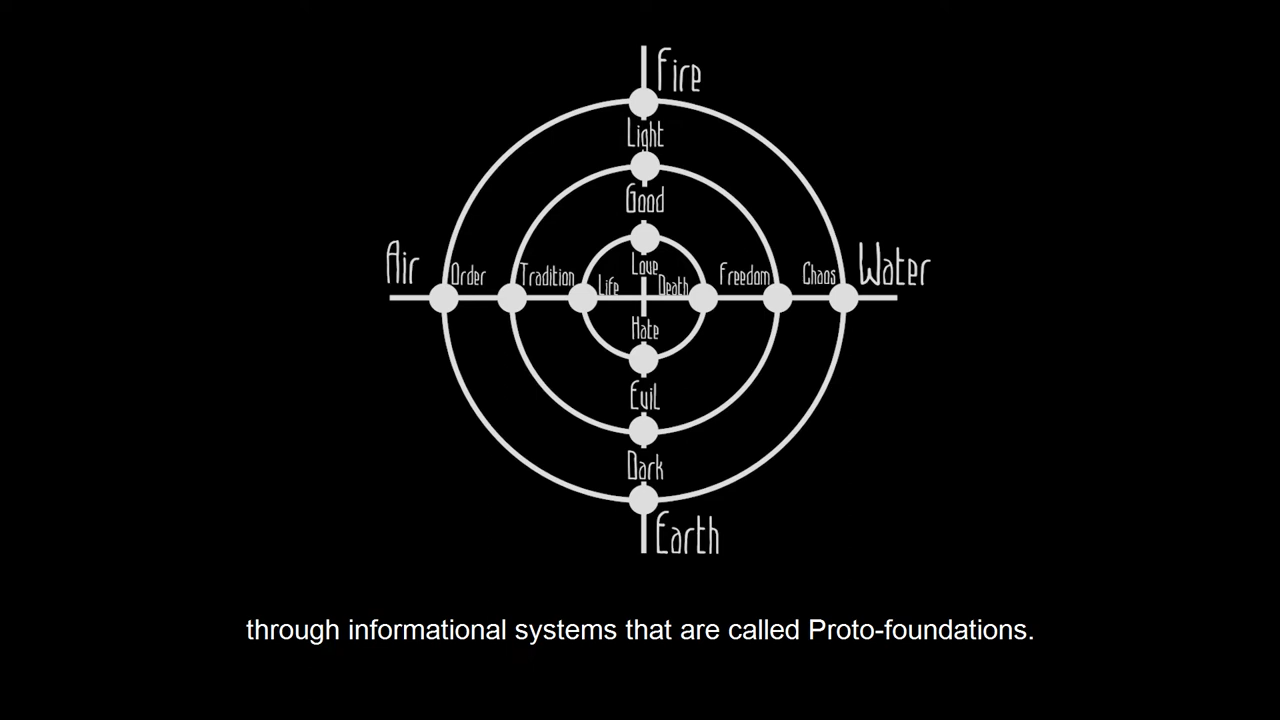 Fire
Light
Good
Air
Order
Tradition
Life
Love
Death
Freedom
Chaos
Water
Hate
Evil
Dark
Earth
through informational systems that are called Proto-foundations.